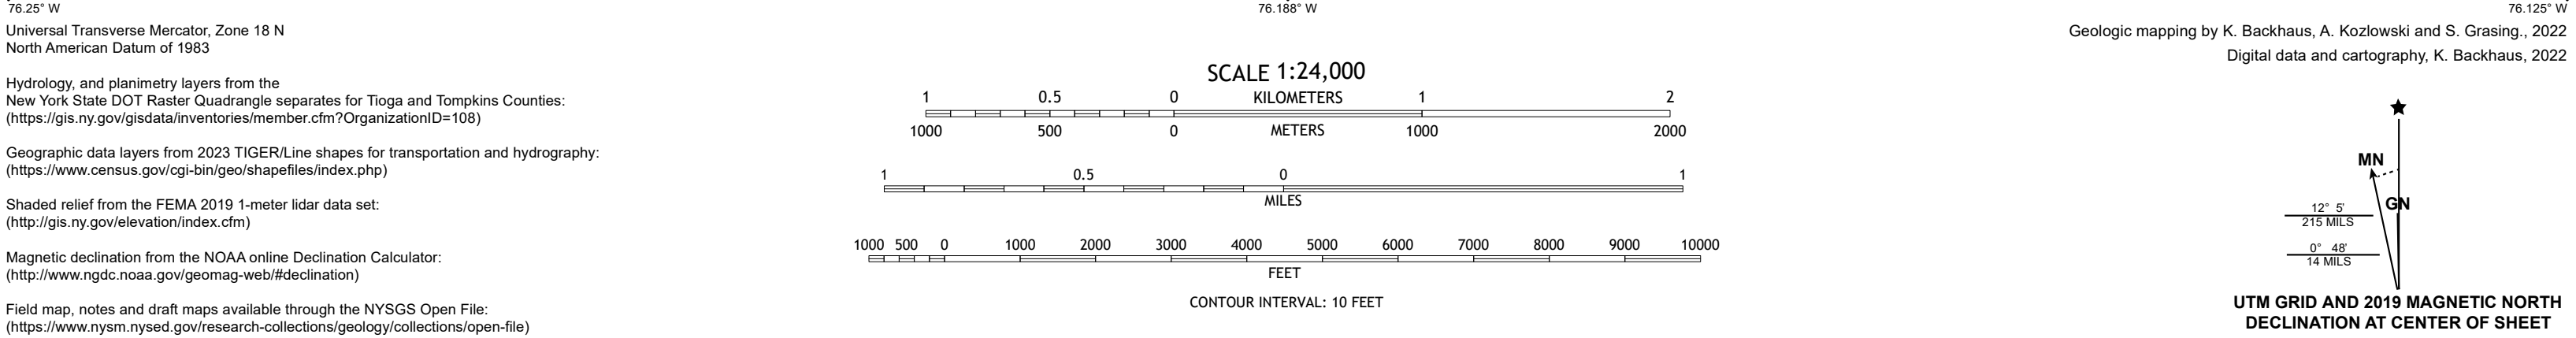 76.25° W
76.188° W
76.125° W
Universal Transverse Mercator, Zone 18 N
North American Datum of 1983
Hydrology, and planimetry layers from the
New York State DOT Raster Quadrangle separates for Tioga and Tompkins Counties:
(https://gis.ny.gov/gisdata/inventories/member.cfm?OrganizationID=108)
Geographic data layers from 2023 TIGER/Line shapes for transportation and hydrography:
(https://www.census.gov/cgi-bin/geo/shapefiles/index.php)
Shaded relief from the FEMA 2019 1-meter lidar data set:
(http://gis.ny.gov/elevation/index.cfm)
Magnetic declination from the NOAA online Declination Calculator:
(http://www.ngdc.noaa.gov/geomag-web/#declination)
Field map, notes and draft maps available through the NYSGS Open File:
(https://www.nysm.nysed.gov/research-collections/geology/collections/open-file)
SCALE 1:24,000
1 0.5 0 KILOMETERS 1 2
1000 500 0 METERS 1000 2000
1 0.5 0 1
MILES
1000 500 0 1000 2000 3000 4000 5000 6000 7000 8000 9000 10000
FEET
CONTOUR INTERVAL: 10 FEET
Geologic mapping by K. Backhaus, A. Kozlowski and S. Grasing., 2022
Digital data and cartography, K. Backhaus, 2022
MN
GN
12° 5'
215 MILS
0° 48'
14 MILS
UTM GRID AND 2019 MAGNETIC NORTH
DECLINATION AT CENTER OF SHEET